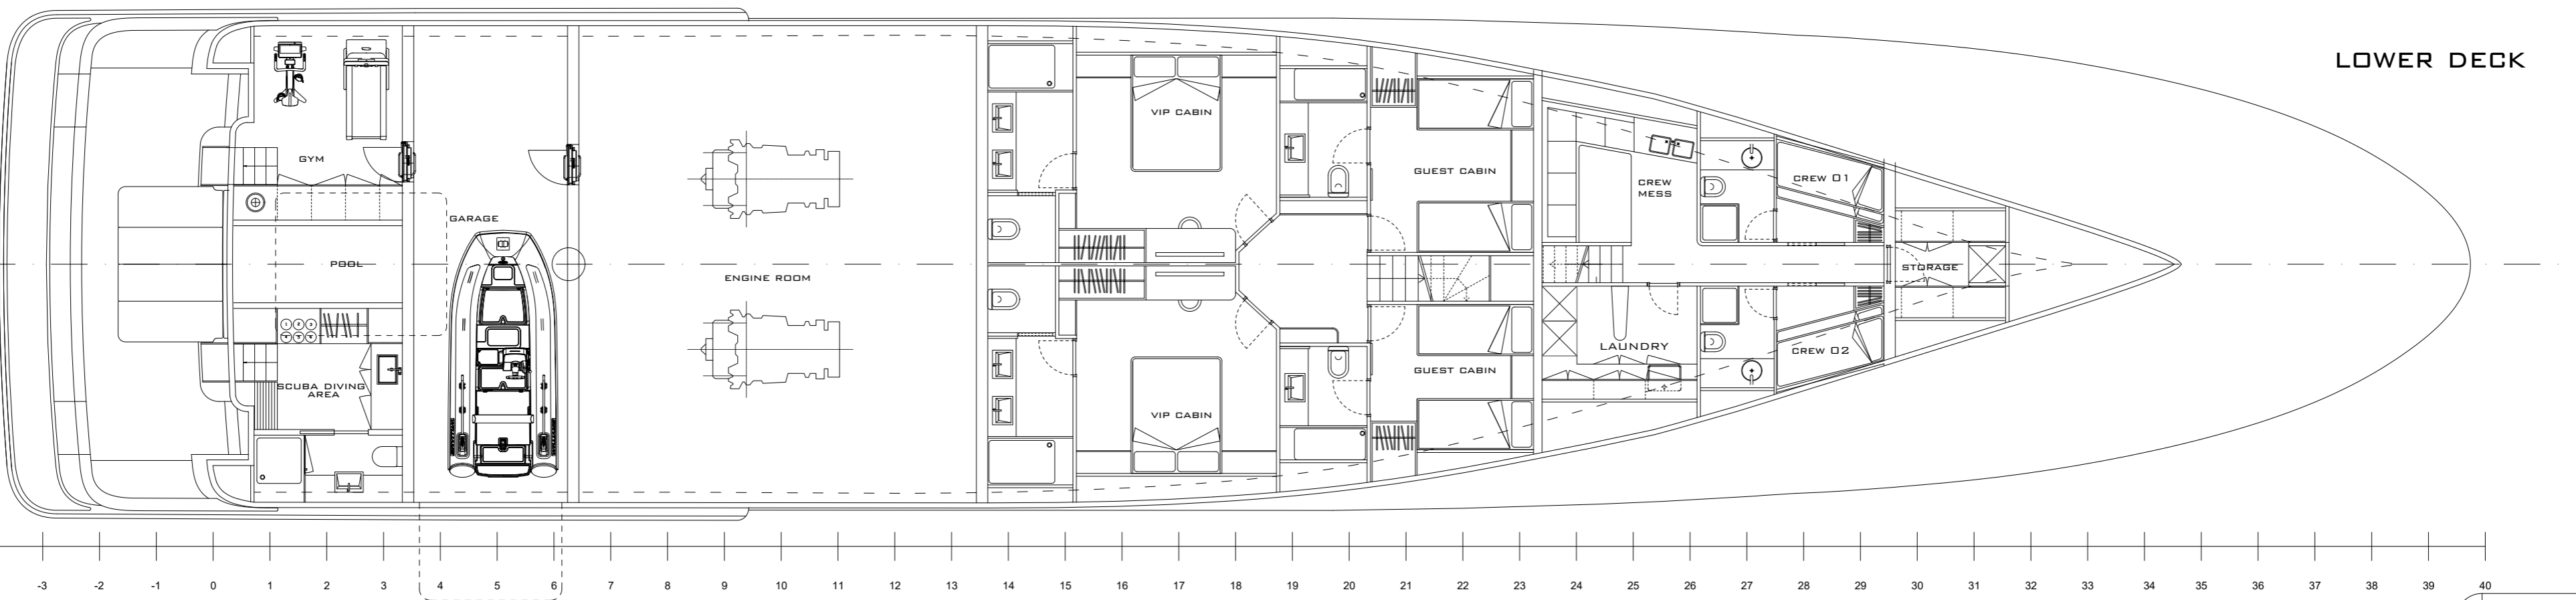 LOWER DECK
VIP CABIN
GYM
GUEST CABIN
CREW
MESS
CREW 01
GARAGE
POOL
ENGINE ROOM
STORAGE
1 2 3
LAUNDRY
CREW 02
SCUBA DIVING
AREA
GUEST CABIN
VIP CABIN
-3 -2 -1 0 1 2 3 4 5 6 7 8 9 10 11 12 13 14 15 16 17 18 19 20 21 22 23 24 25 26 27 28 29 30 31 32 33 34 35 36 37 38 39 40